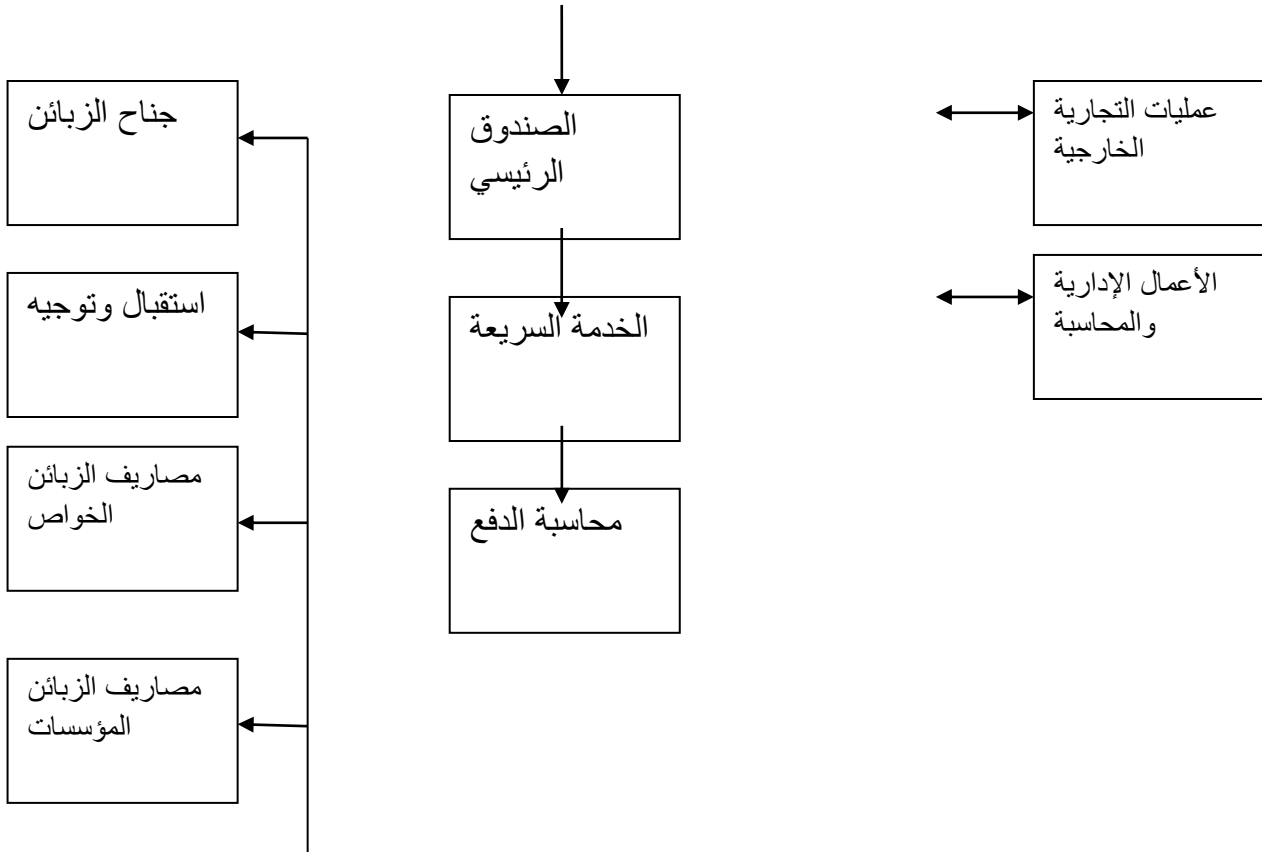 عمليات التجارية
الخارجية
الأعمال الإدارية
والمحاسبة
الصندوق
الرئيسي
الخدمة السريعة
محاسبة الدفع
جناح الزبائن
استقبال وتوجيه
مصاريف الزبائن
الخواص
مصاريف الزبائن
المؤسسات